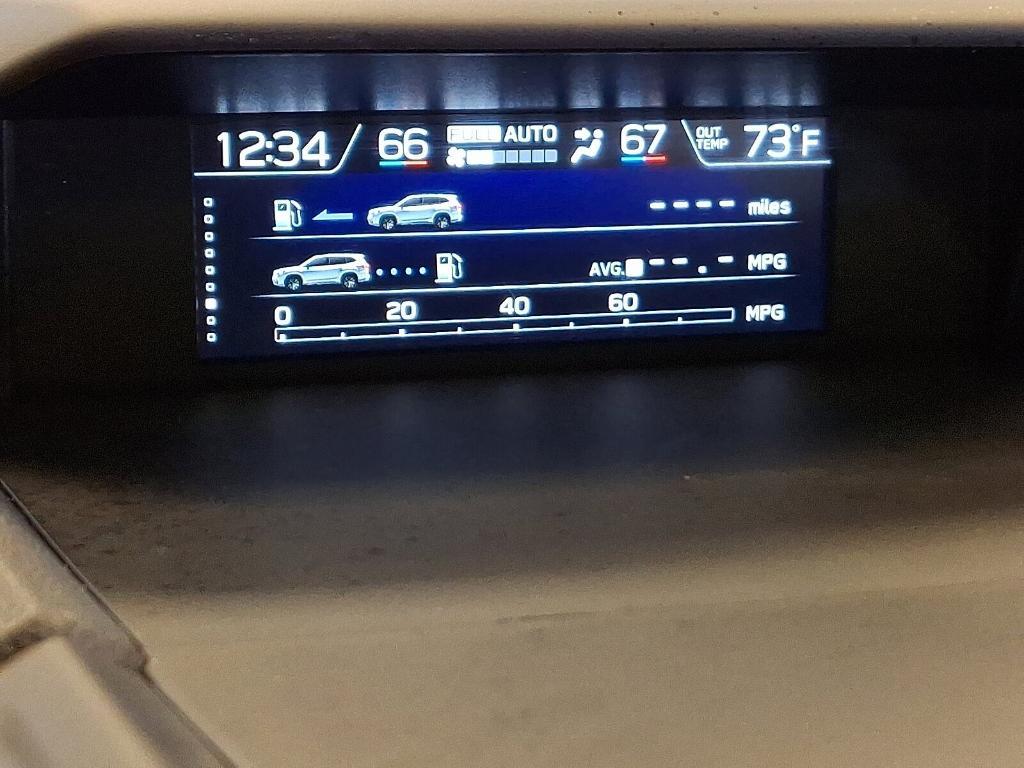 12:34 66 FULL AUTO 67 OUT TEMP 73°F
---- miles
AVG. --.- MPG
0 20 40 60 MPG